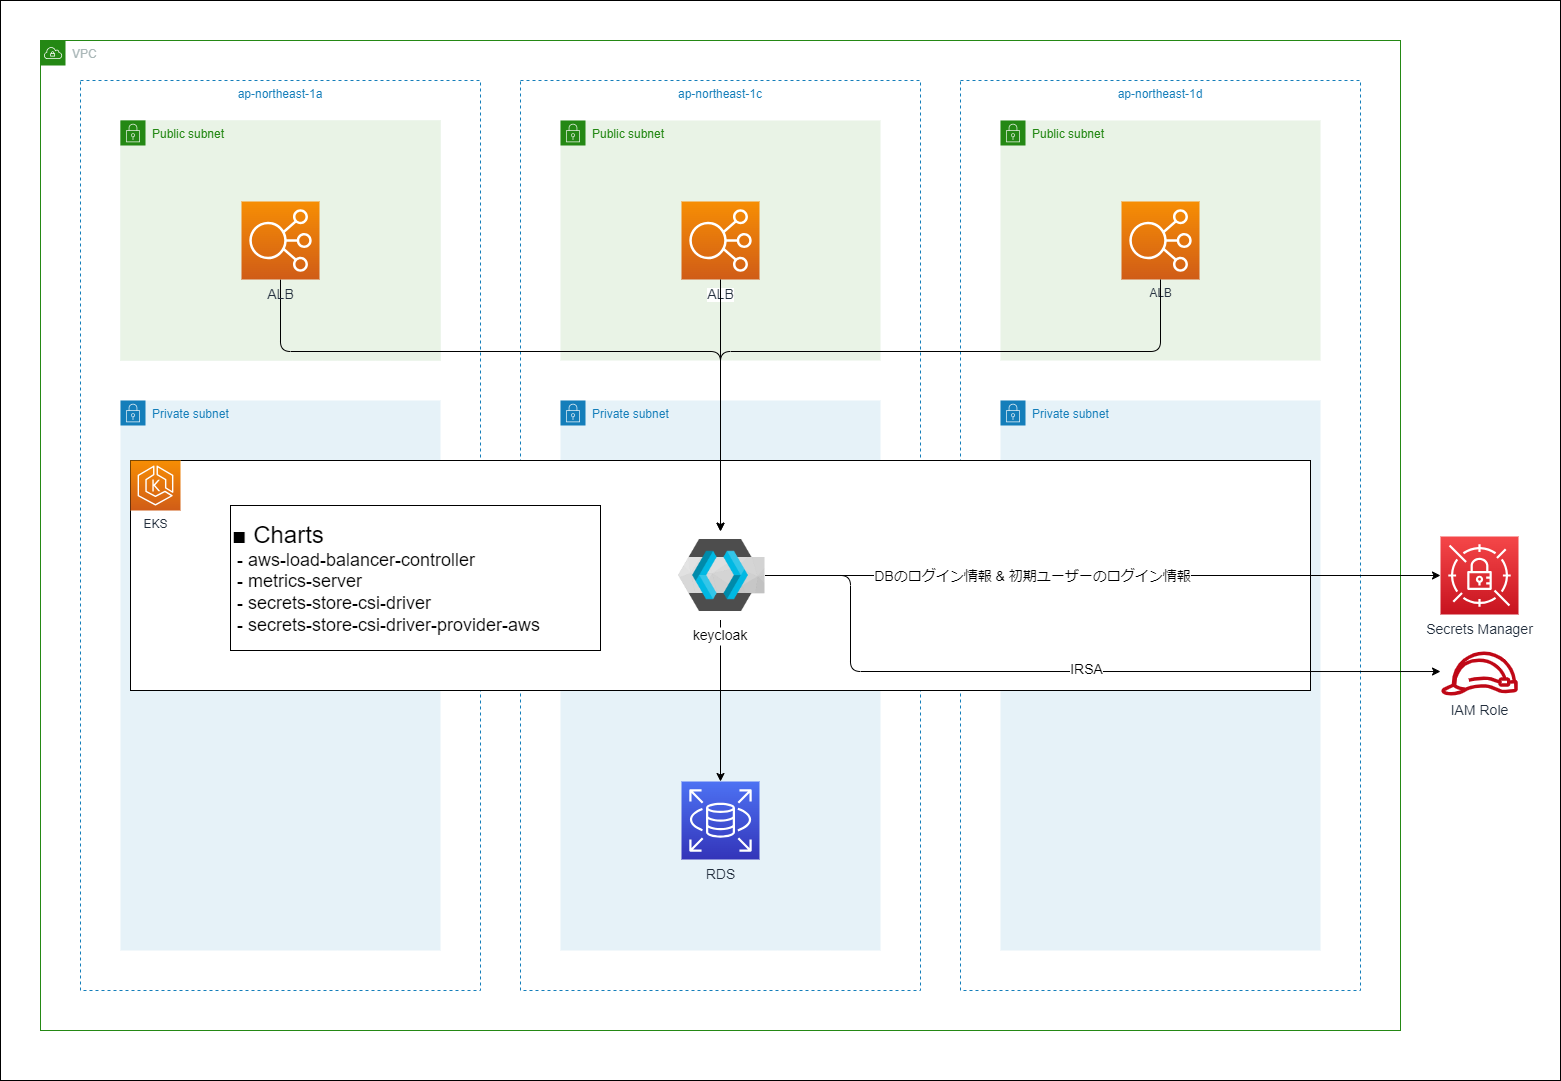 VPC
ap-northeast-1a
ap-northeast-1c
ap-northeast-1d
Public subnet
Public subnet
Public subnet
ALB
ALB
ALB
Private subnet
Private subnet
Private subnet
EKS
■ Charts
- aws-load-balancer-controller
- metrics-server
- secrets-store-csi-driver
- secrets-store-csi-driver-provider-aws
keycloak
DBのログイン情報 & 初期ユーザーのログイン情報
IRSA
Secrets Manager
IAM Role
RDS